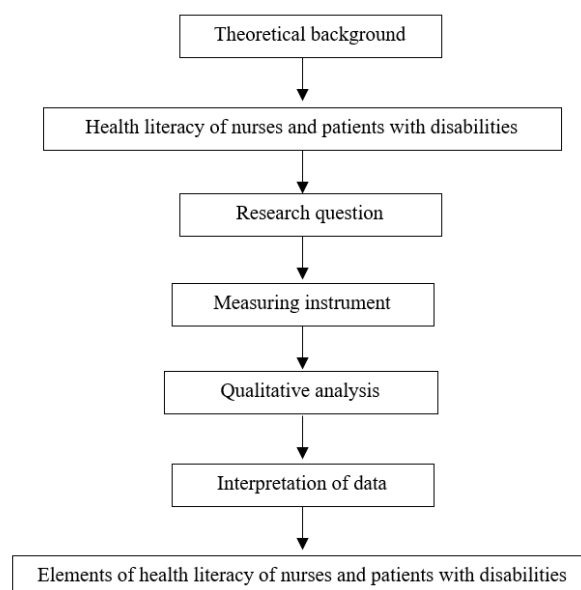 Theoretical background
Health literacy of nurses and patients with disabilities
Research question
Measuring instrument
Qualitative analysis
Interpretation of data
Elements of health literacy of nurses and patients with disabilities